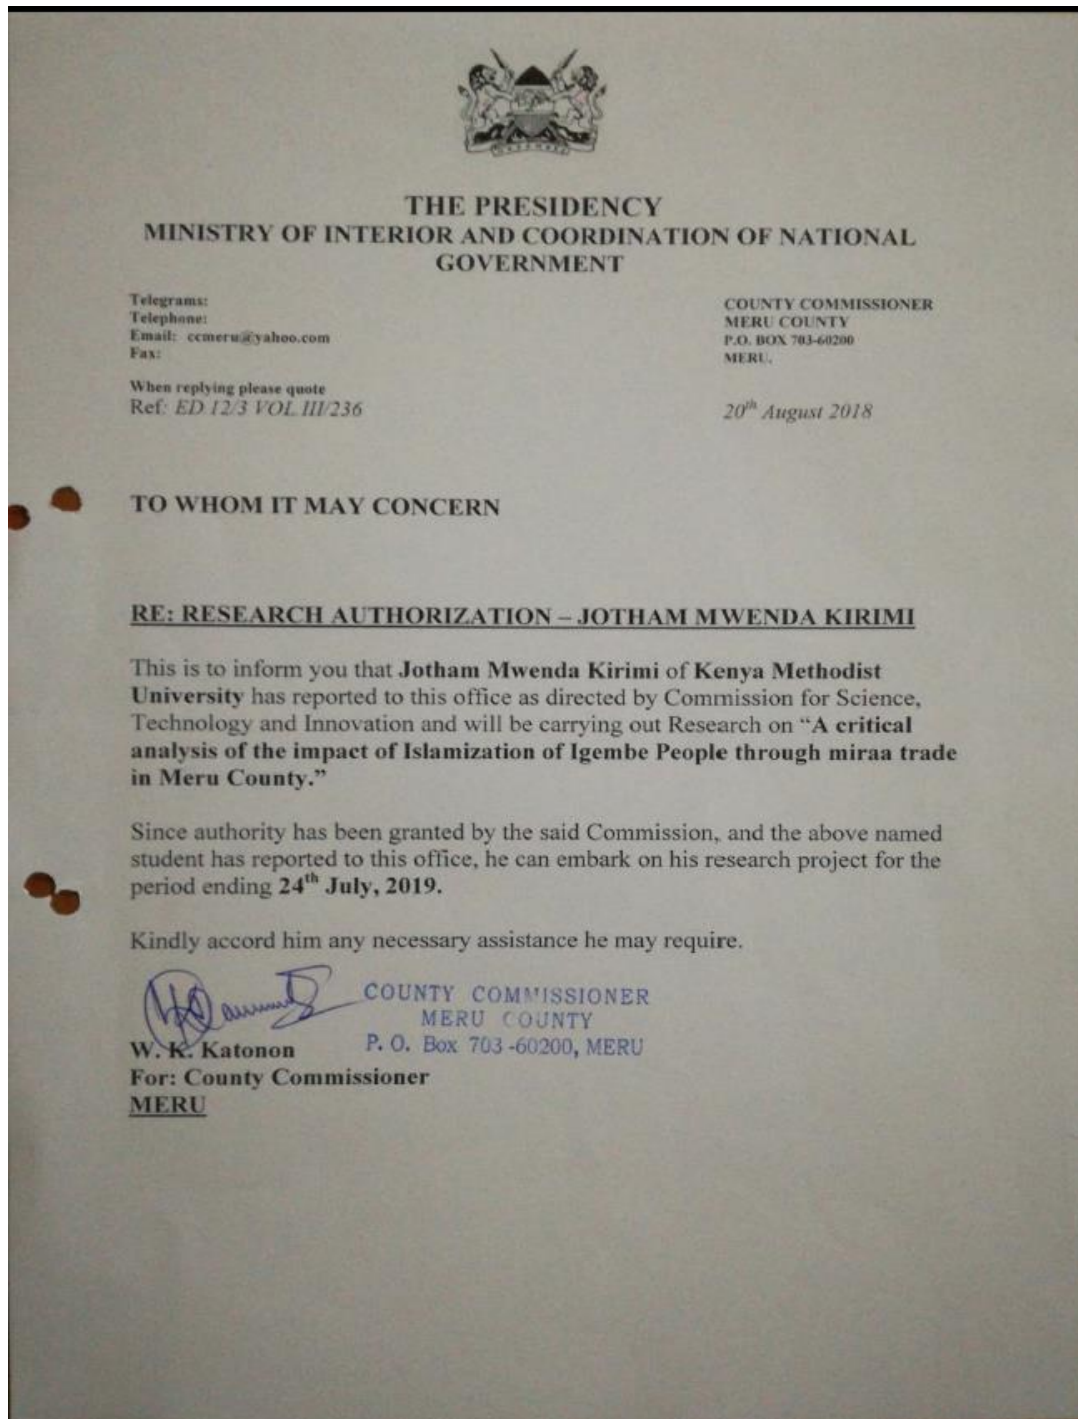 THE PRESIDENCY
MINISTRY OF INTERIOR AND COORDINATION OF NATIONAL
GOVERNMENT
Telegrams:
Telephone:
Email: ccmeru@yahoo.com
Fax:
When replying please quote
Ref: ED.12/3 VOL.III/236
COUNTY COMMISSIONER
MERU COUNTY
P.O. BOX 703-60200
MERU.
20th August 2018
TO WHOM IT MAY CONCERN
RE: RESEARCH AUTHORIZATION – JOTHAM MWENDA KIRIMI
This is to inform you that Jotham Mwenda Kirimi of Kenya Methodist
University has reported to this office as directed by Commission for Science,
Technology and Innovation and will be carrying out Research on “A critical
analysis of the impact of Islamization of Igembe People through miraa trade
in Meru County.”
Since authority has been granted by the said Commission, and the above named
student has reported to this office, he can embark on his research project for the
period ending 24th July, 2019.
Kindly accord him any necessary assistance he may require.
COUNTY COMMISSIONER
MERU COUNTY
P. O. Box 703-60200, MERU
W. K. Katonon
For: County Commissioner
MERU